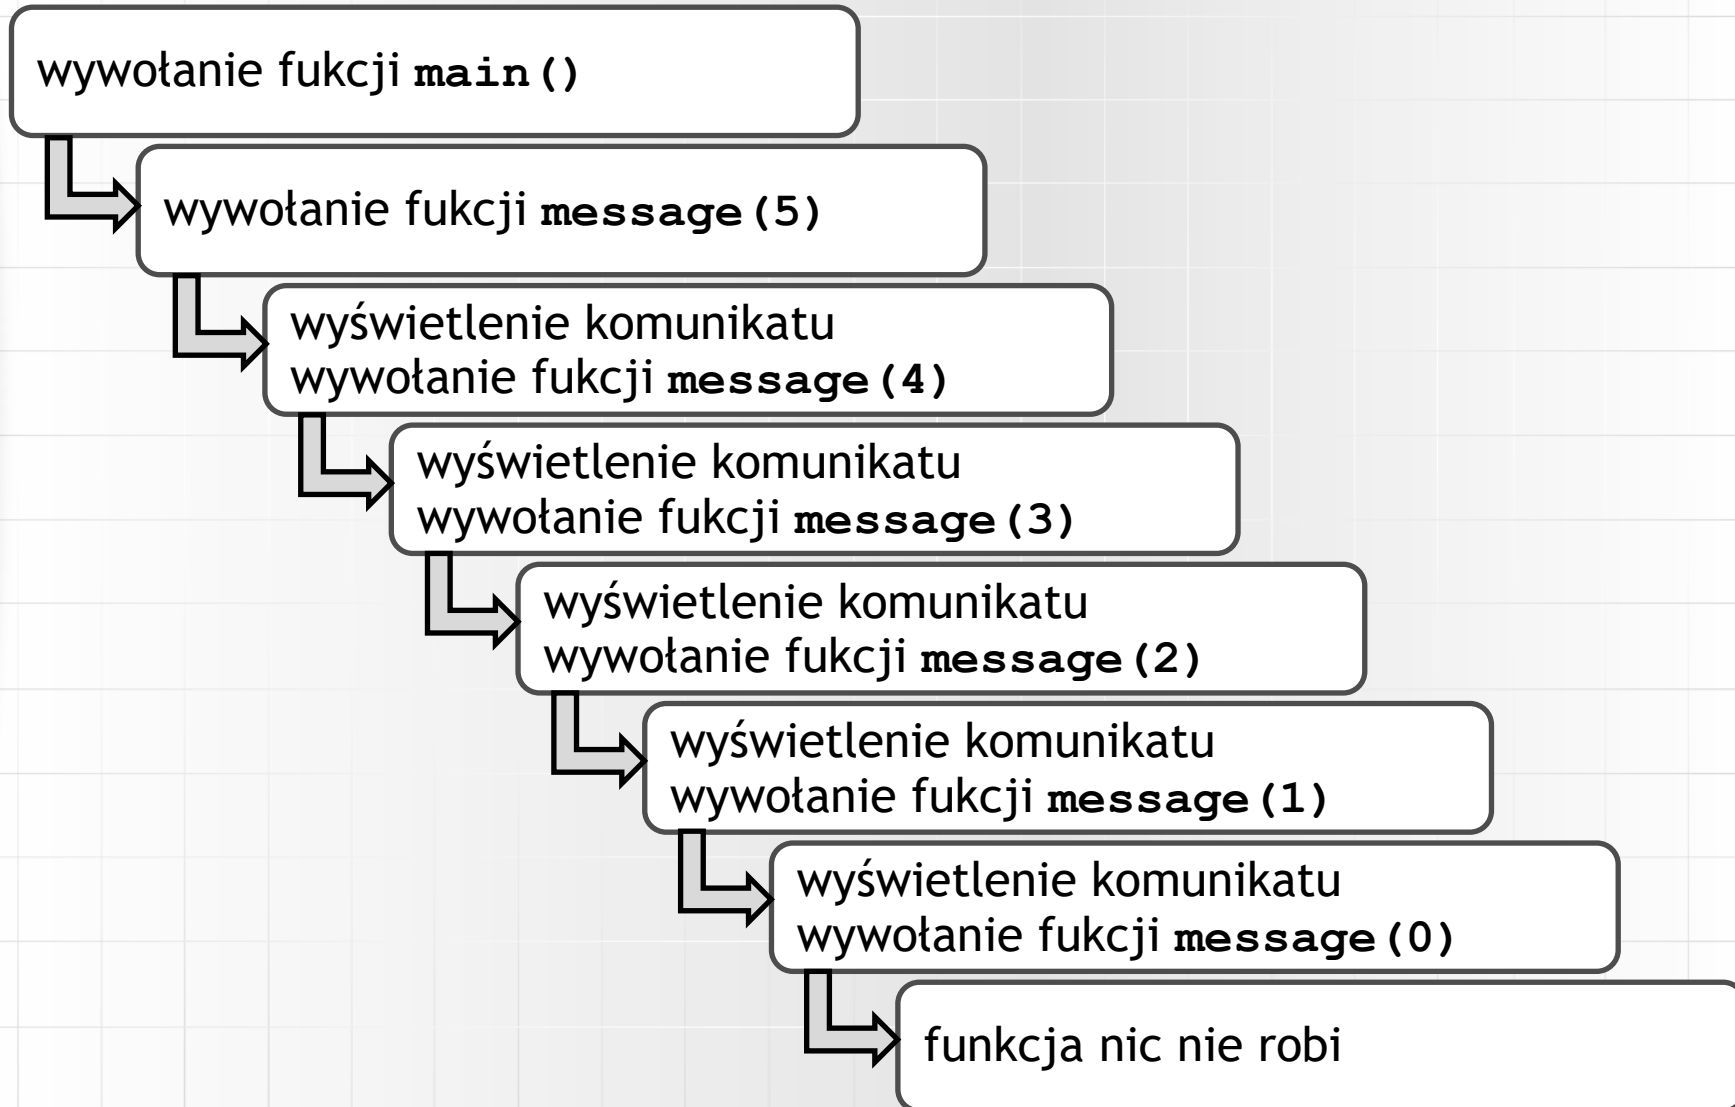 wywołanie fukcji main()
wywołanie fukcji message(5)
wyświetlenie komunikatu
wywołanie fukcji message(4)
wyświetlenie komunikatu
wywołanie fukcji message(3)
wyświetlenie komunikatu
wywołanie fukcji message(2)
wyświetlenie komunikatu
wywołanie fukcji message(1)
wyświetlenie komunikatu
wywołanie fukcji message(0)
funkcja nic nie robi